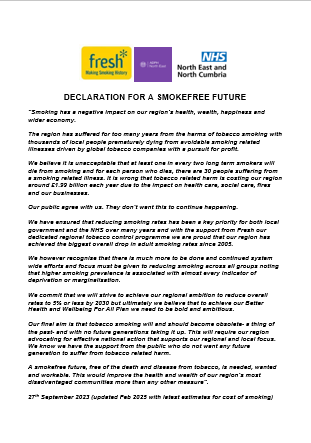 fresh
Making Smoking History
NHS
North East and
North Cumbria
DECLARATION FOR A SMOKEFREE FUTURE
"Smoking has a negative impact on our region's health, wealth, happiness and
wider economy.
The region has suffered for too many years from the harms of tobacco smoking with
thousands of local people prematurely dying from avoidable smoking related
illnesses driven by global tobacco companies with a pursuit for profit.
We believe it is unacceptable that at least one in every two long term smokers will
die from smoking and for each person who dies, there are 30 people suffering from
a smoking related illness. It is wrong that tobacco related harm is costing our region
around £1.99 billion each year due to the impact on health care, social care, fires
and our businesses.
Our public agree with us. They don't want this to continue happening.
We have ensured that reducing smoking rates has been a key priority for both local
government and the NHS over many years and with the support from Fresh our
dedicated regional tobacco control programme we are proud that our region has
achieved the biggest overall drop in adult smoking rates since 2005.
We however recognise that there is much more to be done and continued system
wide efforts and focus must be given to reducing smoking across all groups noting
that higher smoking prevalence is associated with almost every indicator of
deprivation or marginalisation.
We commit that we will strive to achieve our regional ambition to reduce overall
rates to 5% or less by 2030 but ultimately we believe that to achieve our Better
Health and Wellbeing For All Plan we need to be bold and ambitious.
Our final aim is that tobacco smoking will and should become obsolete- a thing of
the past- and with no future generations taking it up. This will require our region
advocating for effective national action that supports our regional and local focus.
We know we have the support from the public who do not want any future
generation to suffer from tobacco related harm.
A smokefree future, free of the death and disease from tobacco, is needed, wanted
and workable. This would improve the health and wealth of our region's most
disadvantaged communities more than any other measure".
27th September 2023 (updated Feb 2025 with latest estimates for cost of smoking)